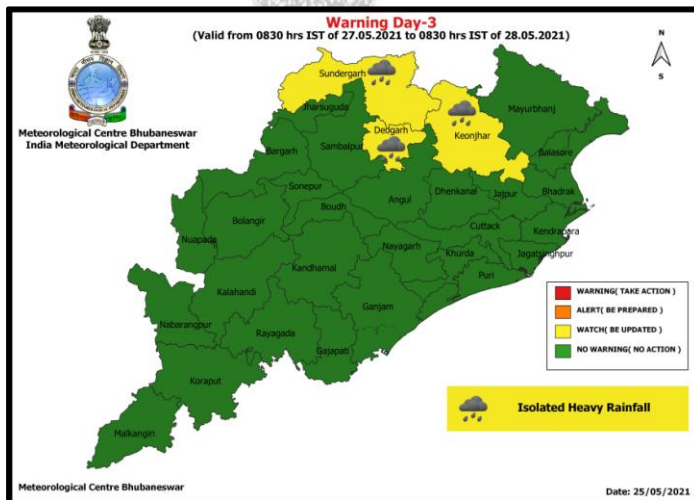 Warning Day-3
(Valid from 0830 hrs IST of 27.05.2021 to 0830 hrs IST of 28.05.2021)
N
S
Meteorological Centre Bhubaneswar
India Meteorological Department
Sundergarh
Jharsuguda
Deogarh
Keonjhar
Mayurbhanj
Balasore
Bargarh
Sambalpur
Sonepur
Angul
Dhenkanal
Jajpur
Bhadrak
Boudh
Bolangir
Nuapada
Cuttack
Kendrapara
Jagatsinghpur
Nayagarh
Khurda
Puri
Kandhamal
Kalahandi
Ganjam
Nabarangpur
Rayagada
Gajapati
Koraput
Malkangiri
WARNING( TAKE ACTION )
ALERT( BE PREPARED )
WATCH( BE UPDATED )
NO WARNING( NO ACTION )
Isolated Heavy Rainfall
Meteorological Centre Bhubaneswar
Date: 25/05/2021